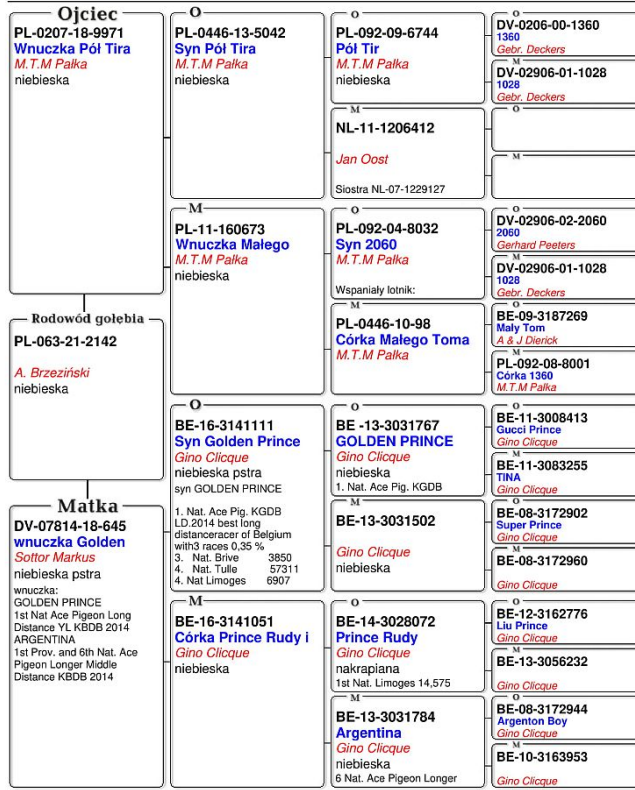 Ojciec
PL-0207-18-9971
Wnuczka Pół Tira
M.T.M Pałka
niebieska
Rodowód gołębia
PL-063-21-2142
A. Brzeziński
niebieska
Matka
DV-07814-18-645
wnuczka Golden
Sottor Markus
niebieska pstra
wnuczka:
GOLDEN PRINCE
1st Nat Ace Pigeon Long
Distance YL KBDB 2014
ARGENTINA
1st Prov. and 6th Nat. Ace
Pigeon Longer Middle
Distance KBDB 2014
O
PL-0446-13-5042
Syn Pół Tira
M.T.M Pałka
niebieska
M
PL-11-160673
Wnuczka Małego
M.T.M Pałka
niebieska
O
BE-16-3141111
Syn Golden Prince
Gino Clicque
niebieska pstra
syn GOLDEN PRINCE
1. Nat. Ace Pig. KGDB
LD.2014 best long
distanceracer of Belgium
with3 races 0,35 %
3. Nat. Brive 3850
4. Nat. Tulle 57311
4. Nat Limoges 6907
M
BE-16-3141051
Córka Prince Rudy i
Gino Clicque
niebieska
O
PL-092-09-6744
Pół Tir
M.T.M Pałka
niebieska
M
NL-11-1206412
Jan Oost
Siostra NL-07-1229127
O
PL-092-04-8032
Syn 2060
M.T.M Pałka
Wspaniały lotnik:
M
PL-0446-10-98
Córka Małego Toma
M.T.M Pałka
O
BE -13-3031767
GOLDEN PRINCE
Gino Clicque
niebieska
1. Nat. Ace Pig. KGDB
M
BE-13-3031502
Gino Clicque
niebieska
O
BE-14-3028072
Prince Rudy
Gino Clicque
nakrapiana
1st Nat. Limoges 14,575
M
BE-13-3031784
Argentina
Gino Clicque
niebieska
6 Nat. Ace Pigeon Longer
O
DV-0206-00-1360
1360
Gebr. Deckers
M
DV-02906-01-1028
1028
Gebr. Deckers
O
M
O
DV-02906-02-2060
2060
Gerhard Peeters
M
DV-02906-01-1028
1028
Gebr. Deckers
O
BE-09-3187269
Mały Tom
A & J Dierick
M
PL-092-08-8001
Córka 1360
M.T.M Pałka
O
BE-11-3008413
Gucci Prince
Gino Clicque
M
BE-11-3083255
TINA
Gino Clicque
O
BE-08-3172902
Super Prince
Gino Clicque
M
BE-08-3172960
Gino Clicque
O
BE-12-3162776
Liu Prince
Gino Clicque
M
BE-13-3056232
Gino Clicque
O
BE-08-3172944
Argenton Boy
Gino Clicque
M
BE-10-3163953
Gino Clicque